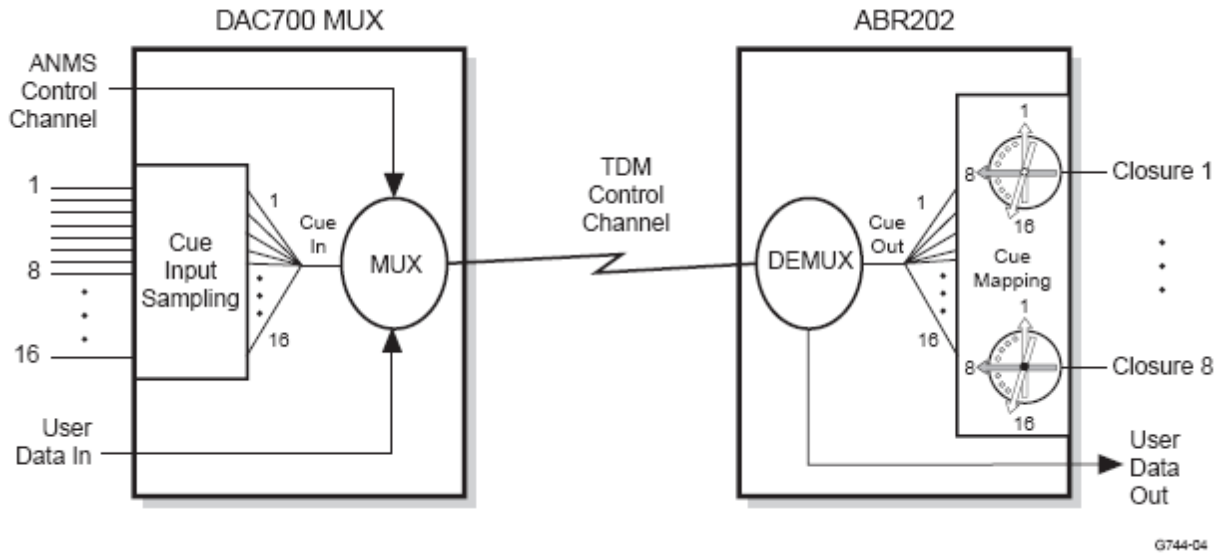 DAC700 MUX
ABR202
ANMS
Control
Channel
1
8
16
Cue
Input
Sampling
1
16
Cue
In
MUX
User
Data In
TDM
Control
Channel
DEMUX
Cue
Out
1
16
1
8
16
Cue
Mapping
1
8
16
Closure 1
Closure 8
User
Data
Out
G744-04